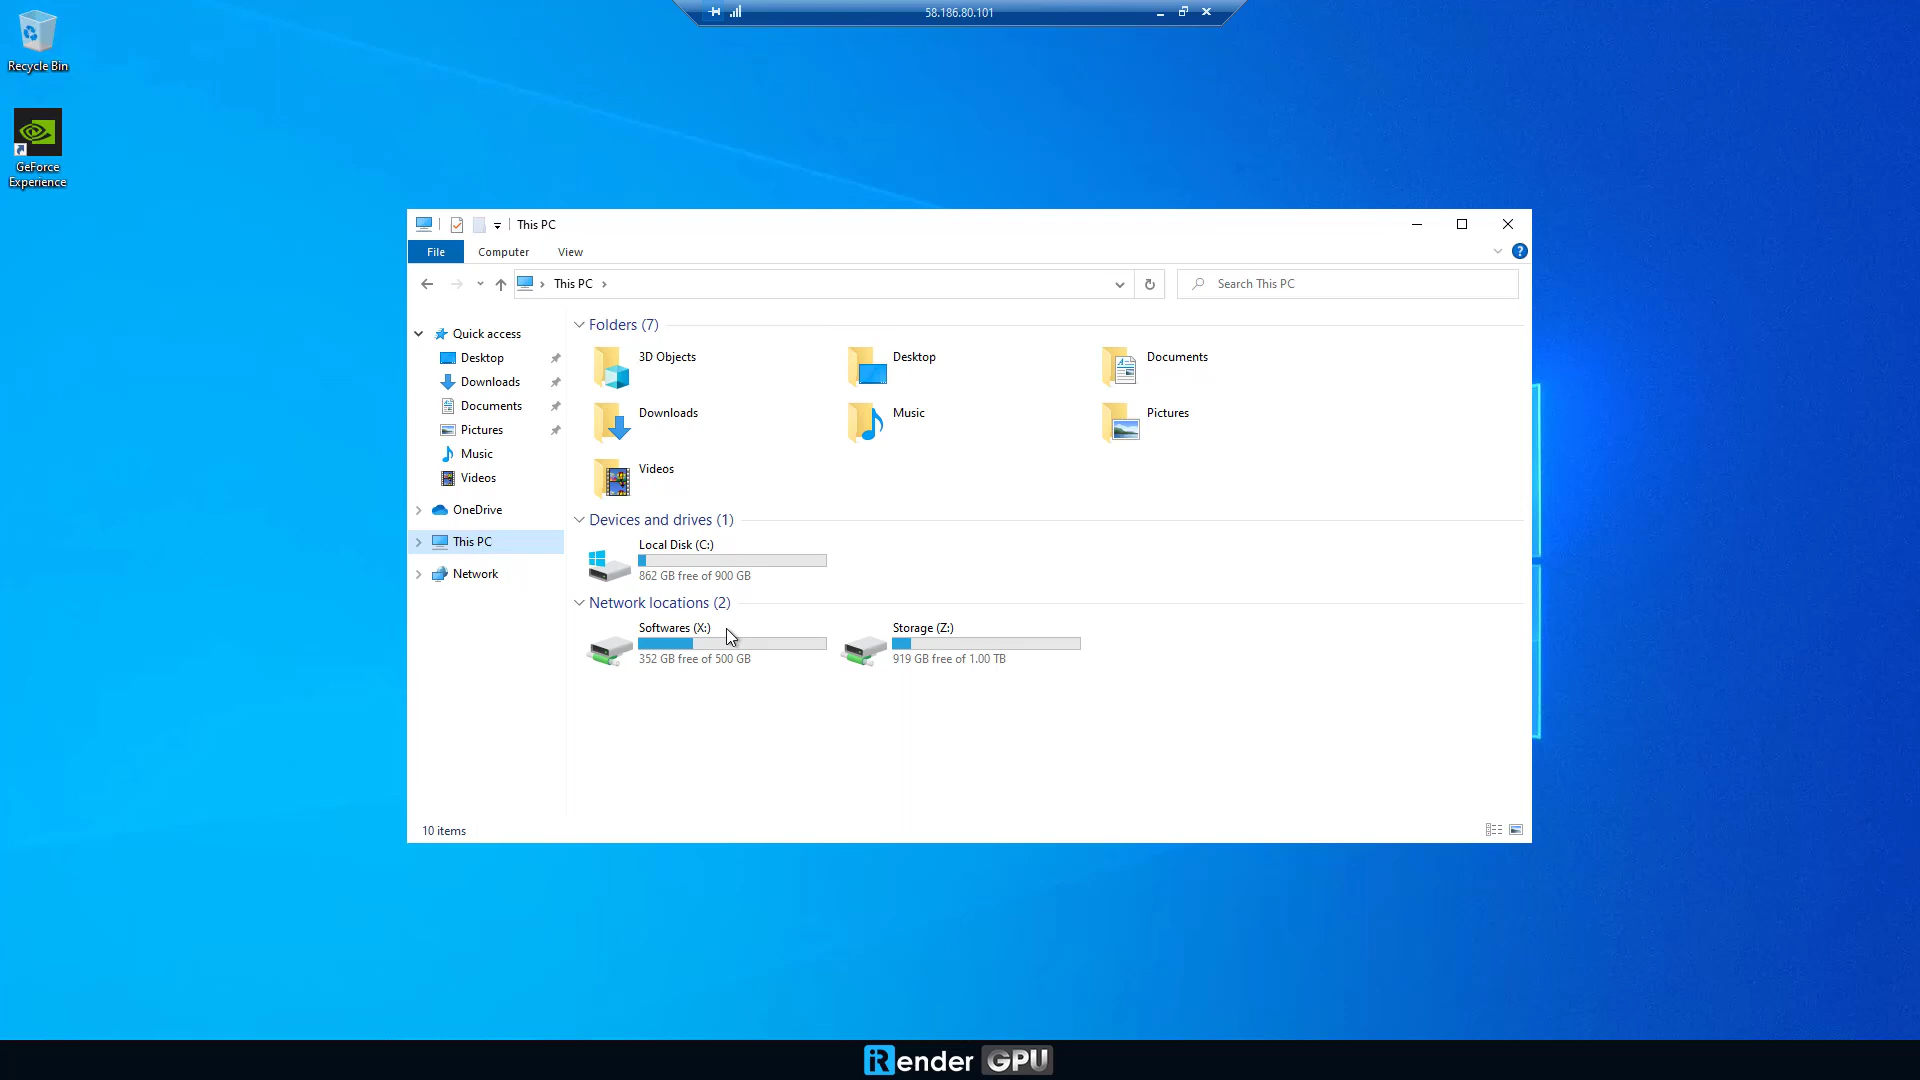 58.186.80.101
Recycle Bin
GeForce
Experience
This PC
File
Computer
View
?
This PC
Search This PC
Quick access
Desktop
Downloads
Documents
Pictures
Music
Videos
OneDrive
This PC
Network
Folders (7)
3D Objects
Desktop
Documents
Downloads
Music
Pictures
Videos
Devices and drives (1)
Local Disk (C:)
862 GB free of 900 GB
Network locations (2)
Softwares (X:)
352 GB free of 500 GB
Storage (Z:)
919 GB free of 1.00 TB
10 items
iRender GPU